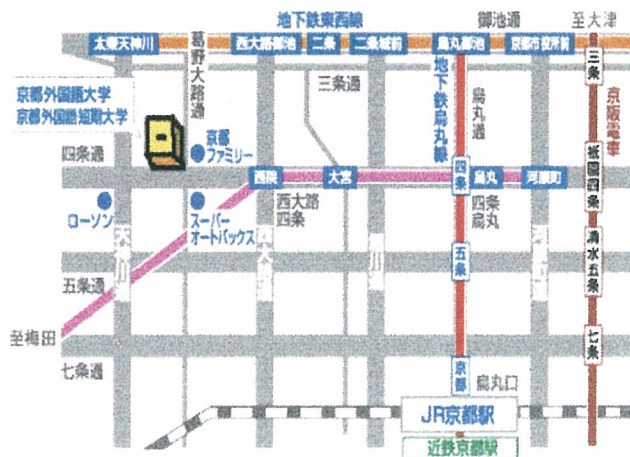 地下鉄東西線
御池通
至大津
太秦天神川
葛野大路通
西大路御池
二条
二条城前
烏丸御池
京都市役所前
三条
京阪電車
三条通
地下鉄烏丸線
烏丸通
京都外国語大学
京都外国語短期大学
京都
ファミリー
四条通
西院
大宮
四条
烏丸
河原町
祇園四条
ローソン
スーパー
オートバックス
西大路
四条
四条
烏丸
天神川
五条
清水五条
五条通
至梅田
七条
七条通
京都
烏丸口
JR京都駅
近鉄京都駅